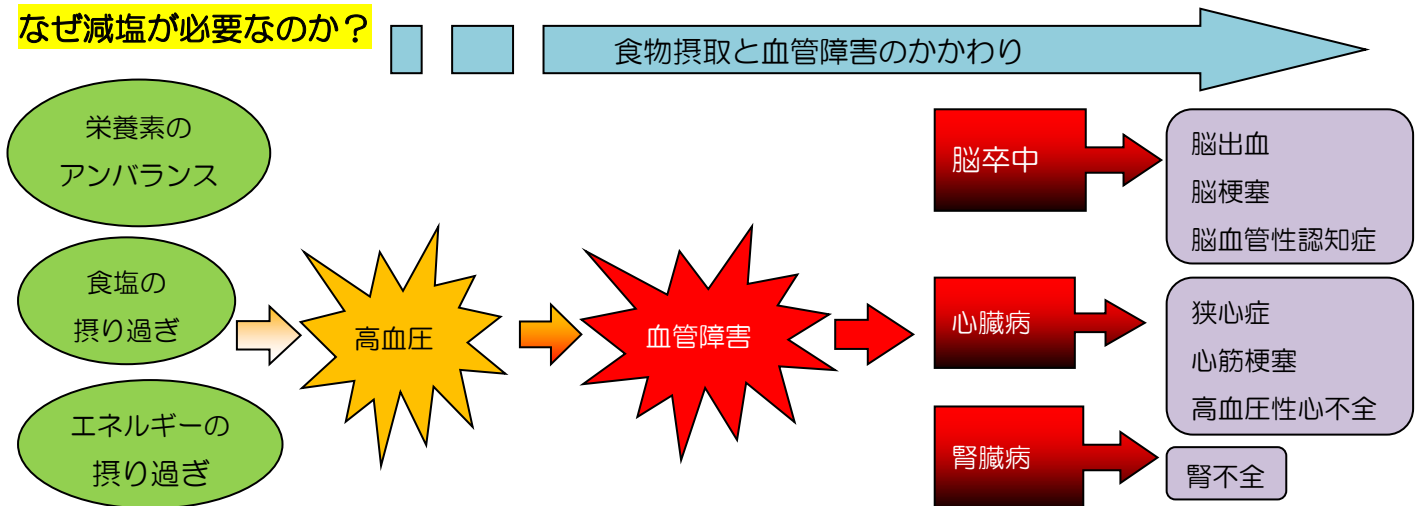 なぜ減塩が必要なのか?
食物摂取と血管障害のかかわり
栄養素の
アンバランス
食塩の
摂り過ぎ
エネルギーの
摂り過ぎ
高血圧
血管障害
脳卒中
脳出血
脳梗塞
脳血管性認知症
心臓病
狭心症
心筋梗塞
高血圧性心不全
腎臓病
腎不全